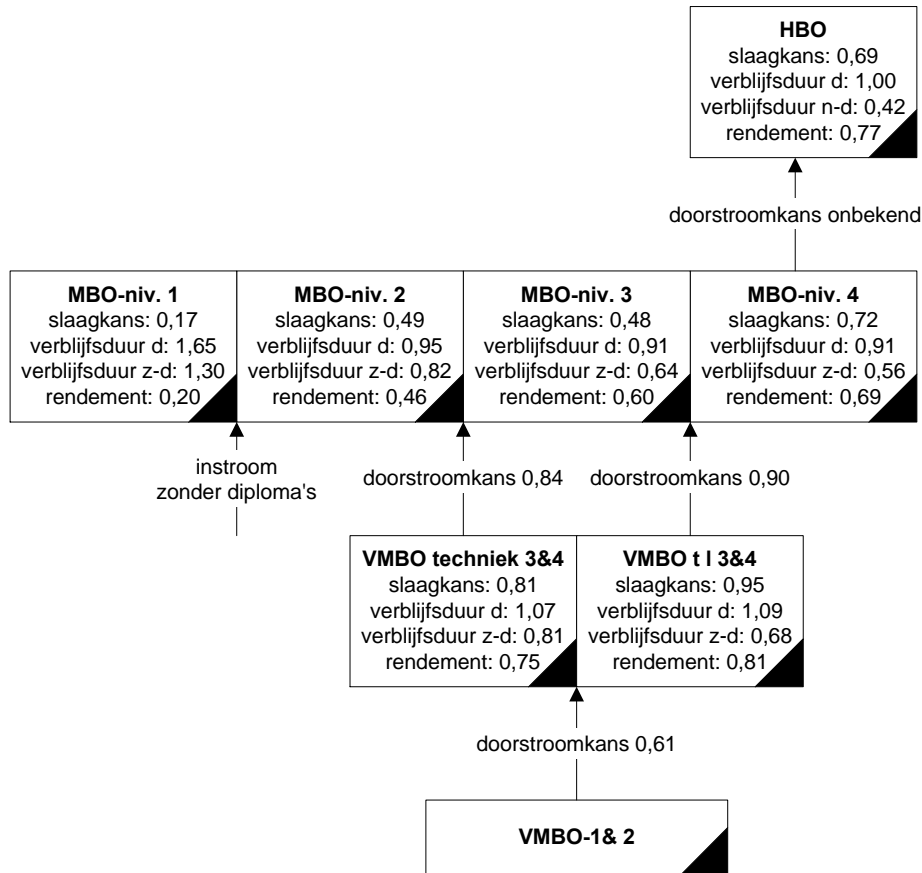 HBO
slaagkans: 0,69
verblijfsduur d: 1,00
verblijfsduur n-d: 0,42
rendement: 0,77
doorstroomkans onbekend
MBO-niv. 1
slaagkans: 0,17
verblijfsduur d: 1,65
verblijfsduur z-d: 1,30
rendement: 0,20
MBO-niv. 2
slaagkans: 0,49
verblijfsduur d: 0,95
verblijfsduur z-d: 0,82
rendement: 0,46
MBO-niv. 3
slaagkans: 0,48
verblijfsduur d: 0,91
verblijfsduur z-d: 0,64
rendement: 0,60
MBO-niv. 4
slaagkans: 0,72
verblijfsduur d: 0,91
verblijfsduur z-d: 0,56
rendement: 0,69
instroom
zonder diploma's
doorstroomkans 0,84
doorstroomkans 0,90
VMBO techniek 3&4
slaagkans: 0,81
verblijfsduur d: 1,07
verblijfsduur z-d: 0,81
rendement: 0,75
VMBO t l 3&4
slaagkans: 0,95
verblijfsduur d: 1,09
verblijfsduur z-d: 0,68
rendement: 0,81
doorstroomkans 0,61
VMBO-1& 2